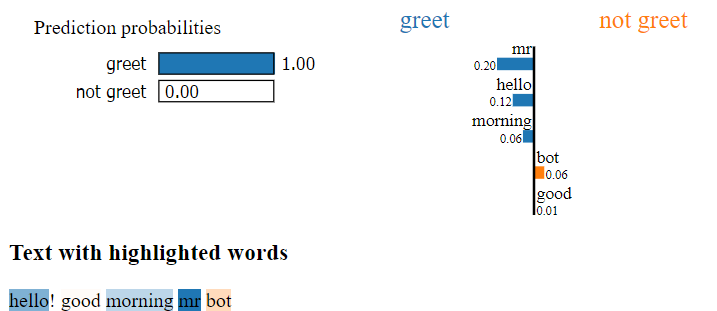 Prediction probabilities
greet 1.00
not greet 0.00
greet not greet
mr
0.20
hello
0.12
morning
0.06
bot
0.06
good
0.01
Text with highlighted words
hello! good morning mr bot